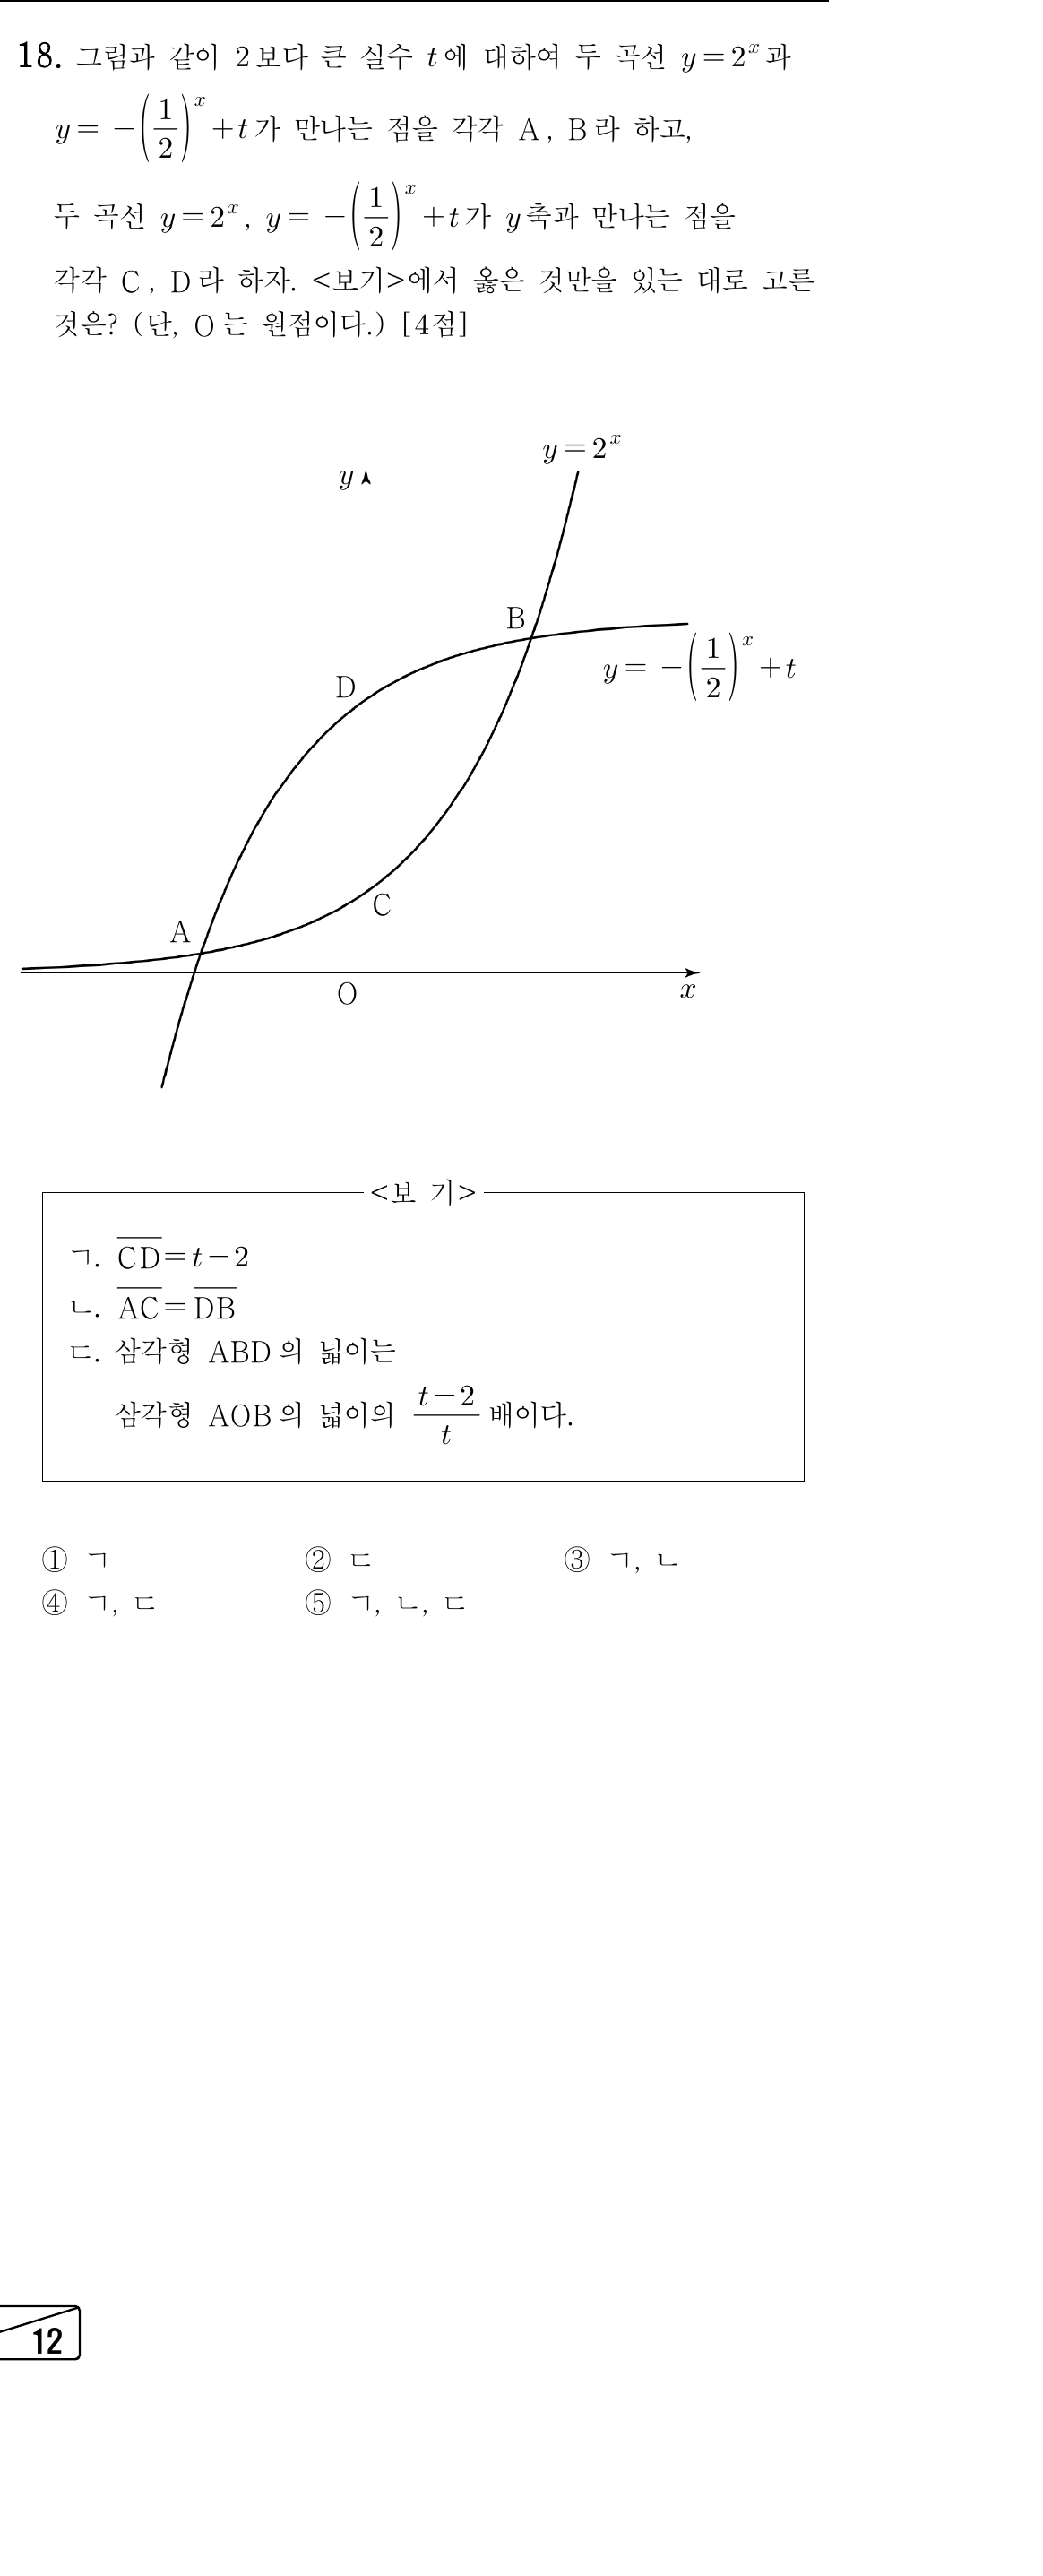 18. 그림과 같이 2보다 큰 실수 t에 대하여 두 곡선 y=2^x과
y= -(1/2)^x+t가 만나는 점을 각각 A, B라 하고,
두 곡선 y=2^x, y= -(1/2)^x+t가 y축과 만나는 점을
각각 C, D라 하자. <보기>에서 옳은 것만을 있는 대로 고른
것은? (단, O는 원점이다.) [4점]
y=2^x
y
B
y= -(1/2)^x+t
D
C
A
O
x
<보 기>
ㄱ. \overline{CD}=t-2
ㄴ. \overline{AC}=\overline{DB}
ㄷ. 삼각형 ABD의 넓이는
삼각형 AOB의 넓이의 (t-2)/t 배이다.
① ㄱ ② ㄷ ③ ㄱ, ㄴ
④ ㄱ, ㄷ ⑤ ㄱ, ㄴ, ㄷ
12